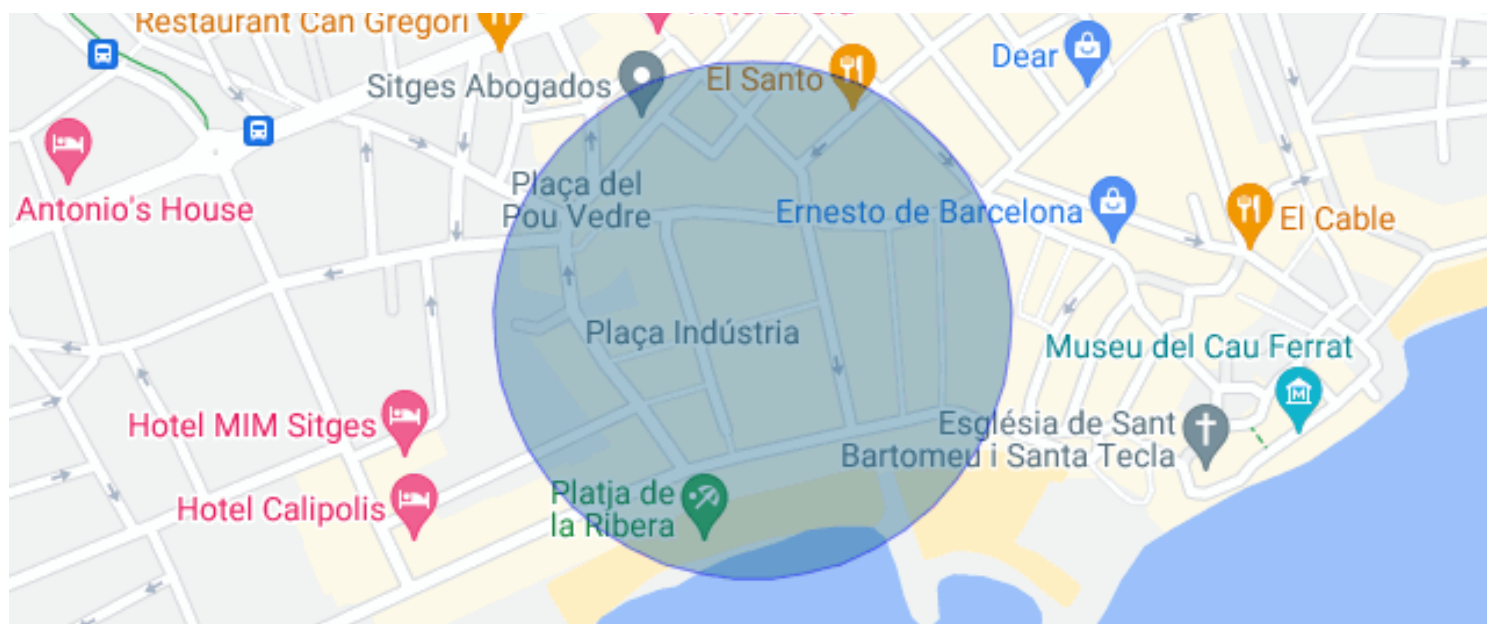 Restaurant Can Gregori
Dear
Sitges Abogados
El Santo
Antonio's House
Plaça del
Pou Vedre
Ernesto de Barcelona
El Cable
Plaça Indústria
Museu del Cau Ferrat
Hotel MIM Sitges
Església de Sant
Bartomeu i Santa Tecla
Hotel Calipolis
Platja de
la Ribera
M